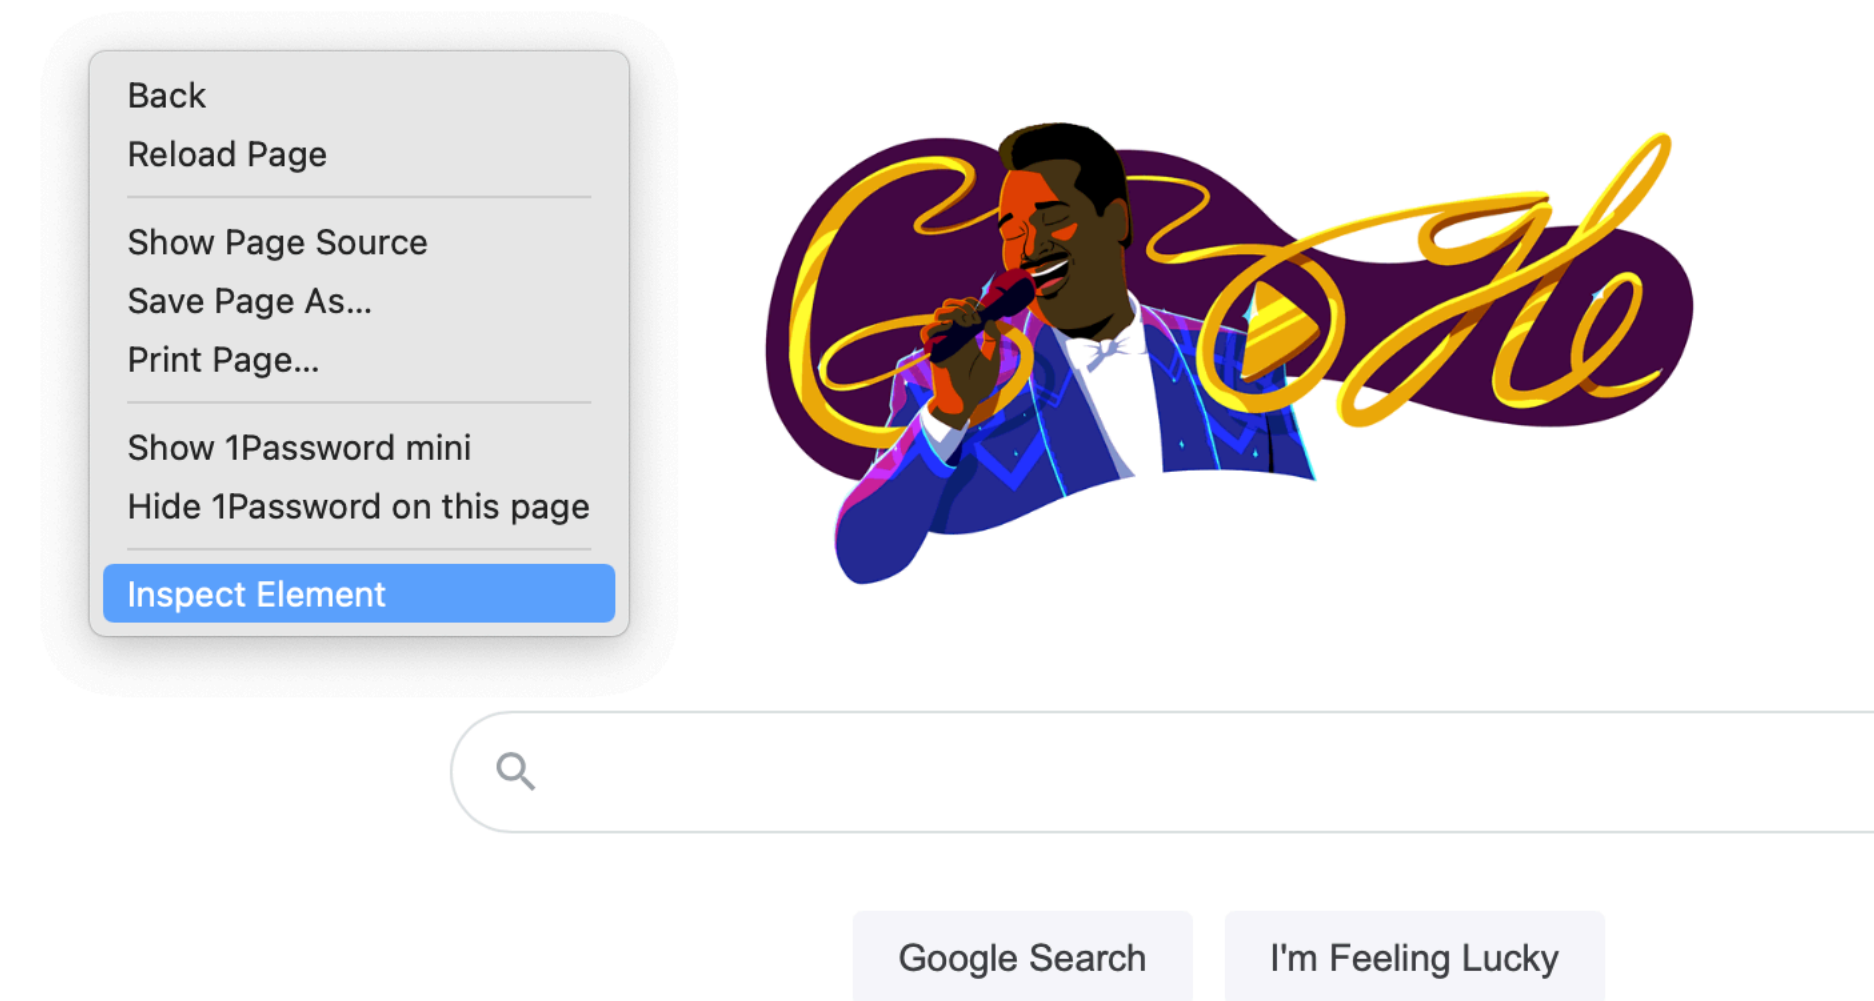 Back
Reload Page
Show Page Source
Save Page As...
Print Page...
Show 1Password mini
Hide 1Password on this page
Inspect Element
Google
Google Search
I'm Feeling Lucky